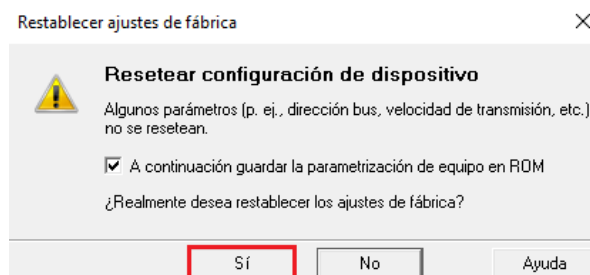 Restablecer ajustes de fábrica
Resetear configuración de dispositivo
Algunos parámetros (p. ej., dirección bus, velocidad de transmisión, etc.)
no se resetean.
A continuación guardar la parametrización de equipo en ROM
¿Realmente desea restablecer los ajustes de fábrica?
Sí No Ayuda